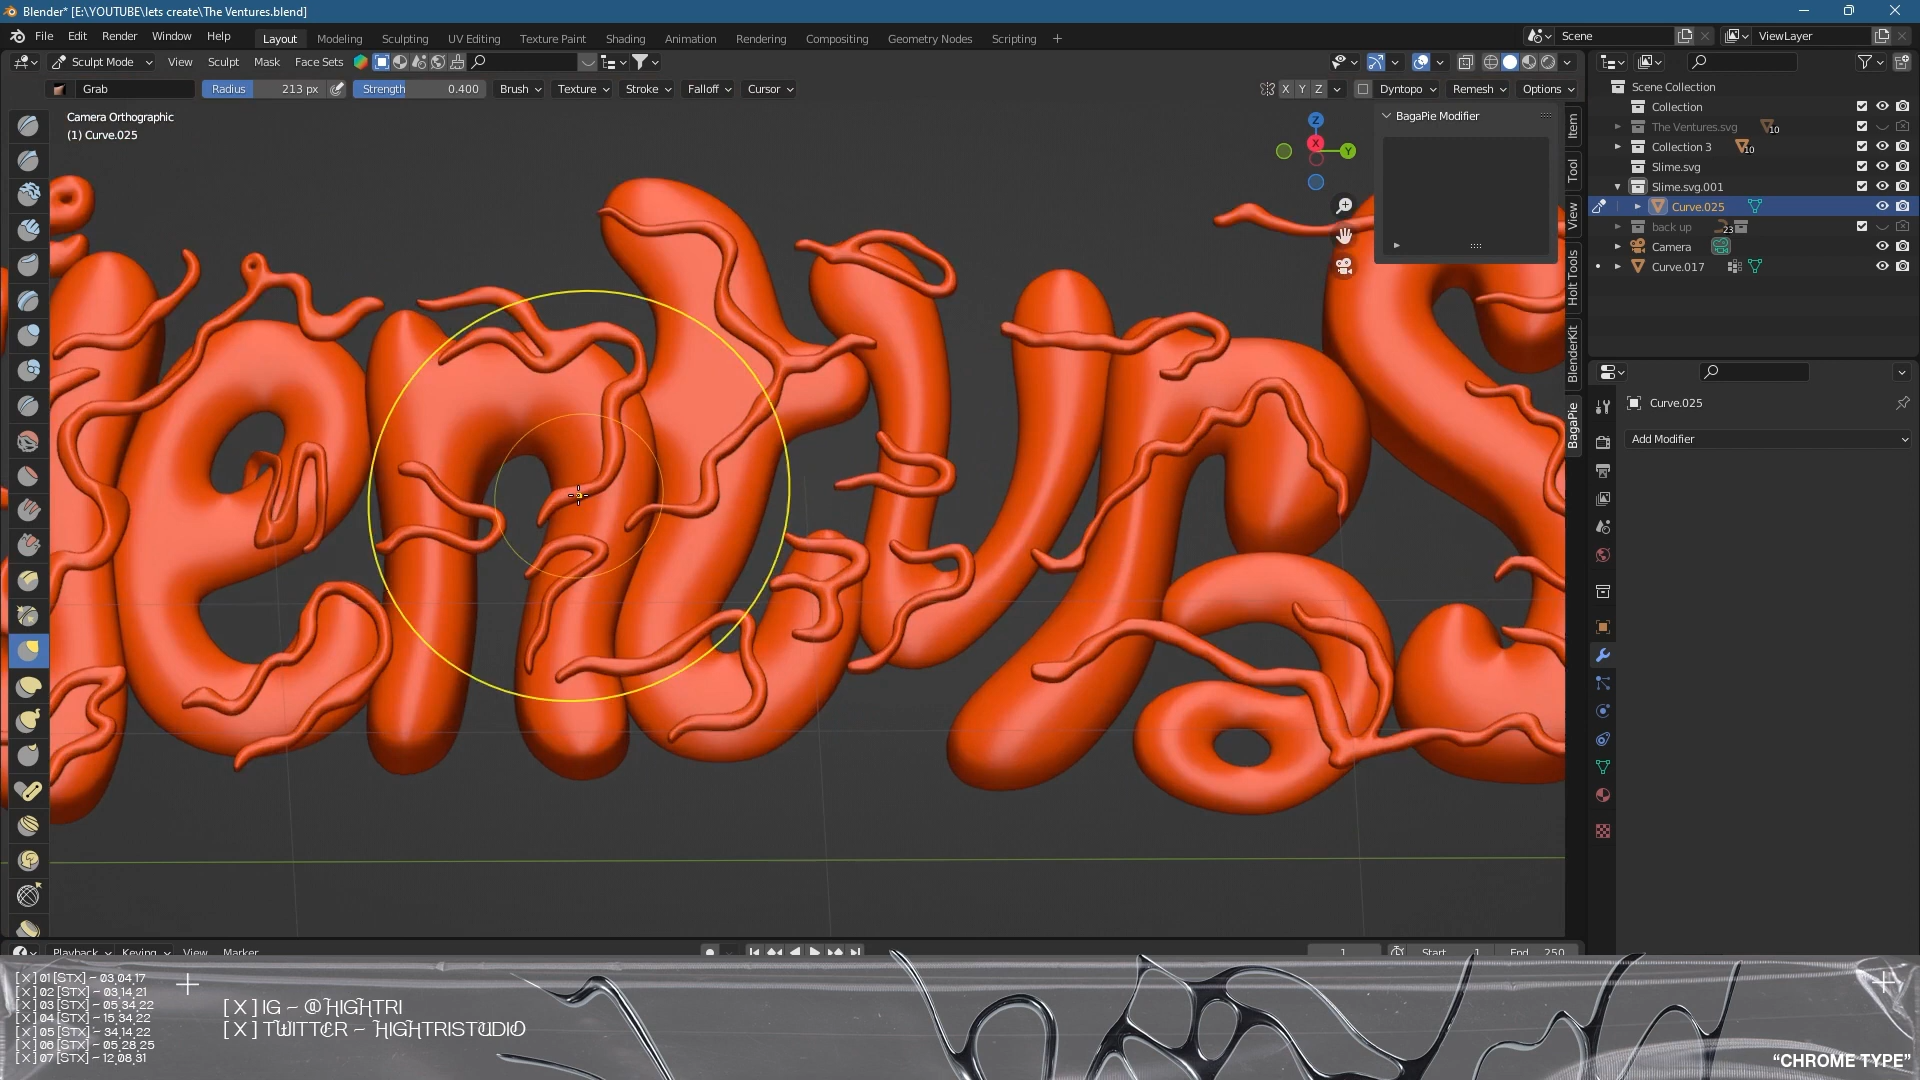 Blender* [E:\YOUTUBE\lets create\The Ventures.blend]
File Edit Render Window Help Layout Modeling Sculpting UV Editing Texture Paint Shading Animation Rendering Compositing Geometry Nodes Scripting + Scene ViewLayer
Sculpt Mode View Sculpt Mask Face Sets
Grab Radius 213 px Strength 0.400 Brush Texture Stroke Falloff Cursor X Y Z Dyntopo Remesh Options
Camera Orthographic
(1) Curve.025
Z
X
Y
BagaPie Modifier
Item
Tool
View
Holt Tools
BlenderKit
BagaPie
Scene Collection
Collection
The Ventures.svg 10
Collection 3 10
Slime.svg
Slime.svg.001
Curve.025
back up 23
Camera
Curve.017
Curve.025
Add Modifier
entures
Playback Keying View Marker 1 Start 1 End 250
[X] 01 [STX] – 03.04.17
[X] 02 [STX] – 03.14.21
[X] 03 [STX] – 05.34.22
[X] 04 [STX] – 15.34.22
[X] 05 [STX] – 34.14.22
[X] 06 [STX] – 05.28.25
[X] 07 [STX] – 12.08.31
[X] IG – @HIGHTRI
[X] TWITTER – HIGHTRISTUDIO
“CHROME TYPE”